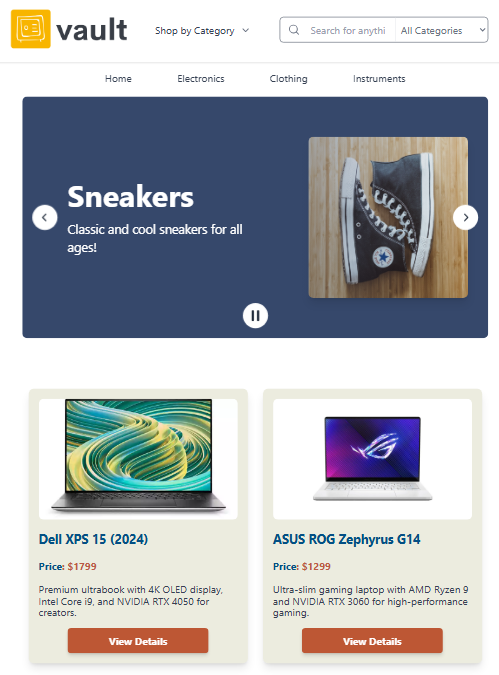 vault
Shop by Category
Search for anythi
All Categories
Home
Electronics
Clothing
Instruments
Sneakers
Classic and cool sneakers for all
ages!
Dell XPS 15 (2024)
Price: $1799
Premium ultrabook with 4K OLED display,
Intel Core i9, and NVIDIA RTX 4050 for
creators.
View Details
ASUS ROG Zephyrus G14
Price: $1299
Ultra-slim gaming laptop with AMD Ryzen 9
and NVIDIA RTX 3060 for high-performance
gaming.
View Details